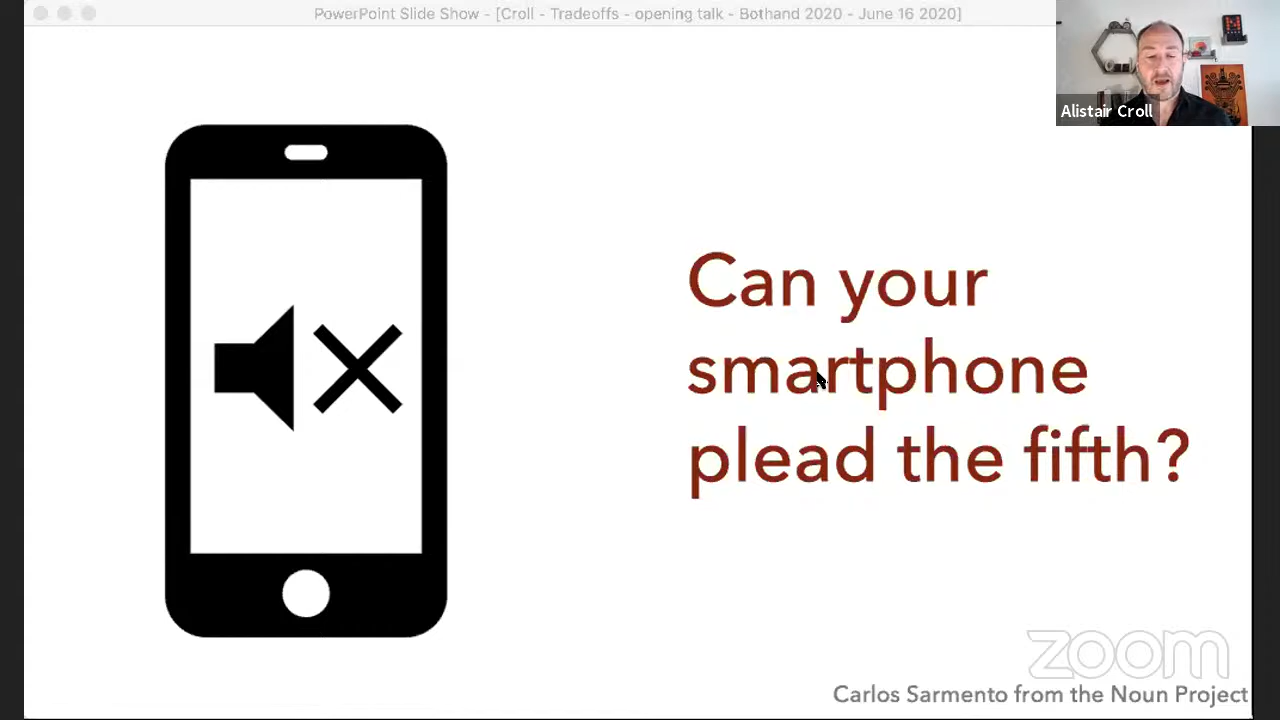 PowerPoint Slide Show - [Croll - Tradeoffs - opening talk - Bothand 2020 - June 16 2020]
Alistair Croll
Can your
smartphone
plead the fifth?
zoom
Carlos Sarmento from the Noun Project